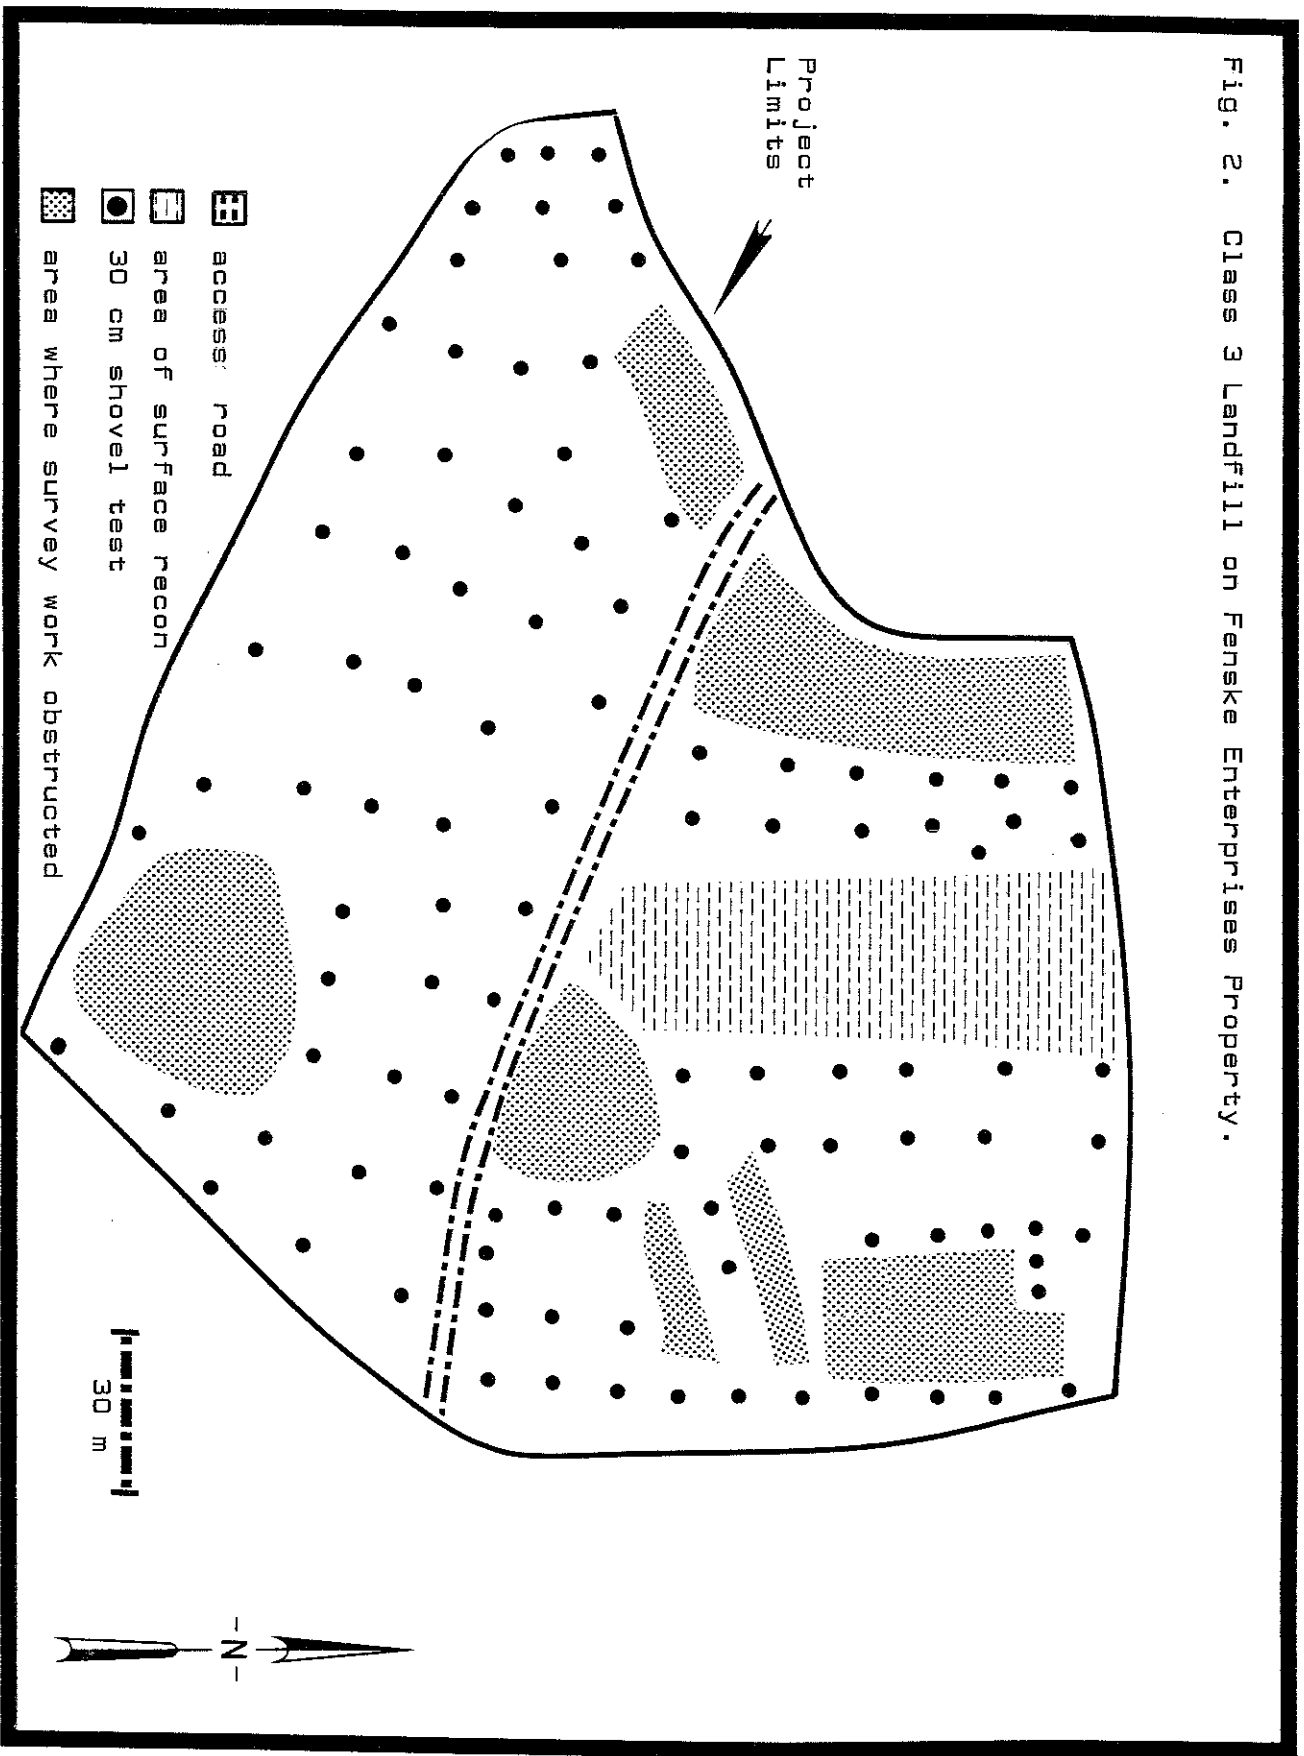 Fig. 2. Class 3 Landfill on Fenske Enterprises Property.
Project
Limits
access road
area of surface recon
30 cm shovel test
area where survey work obstructed
30 m
-N-